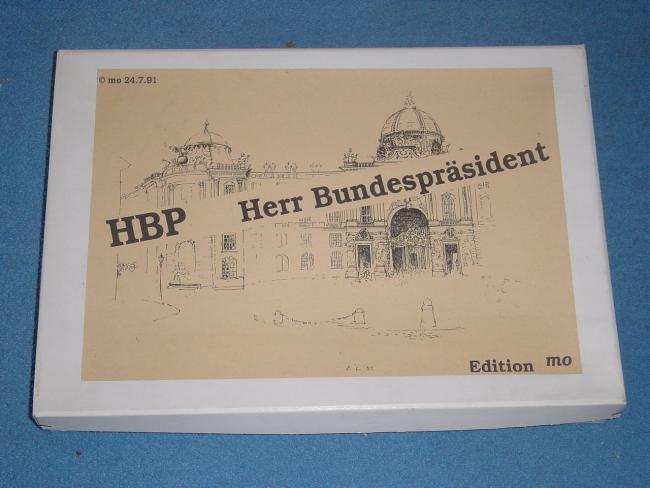 © mo 24.7.91
HBP Herr Bundespräsident
Edition mo